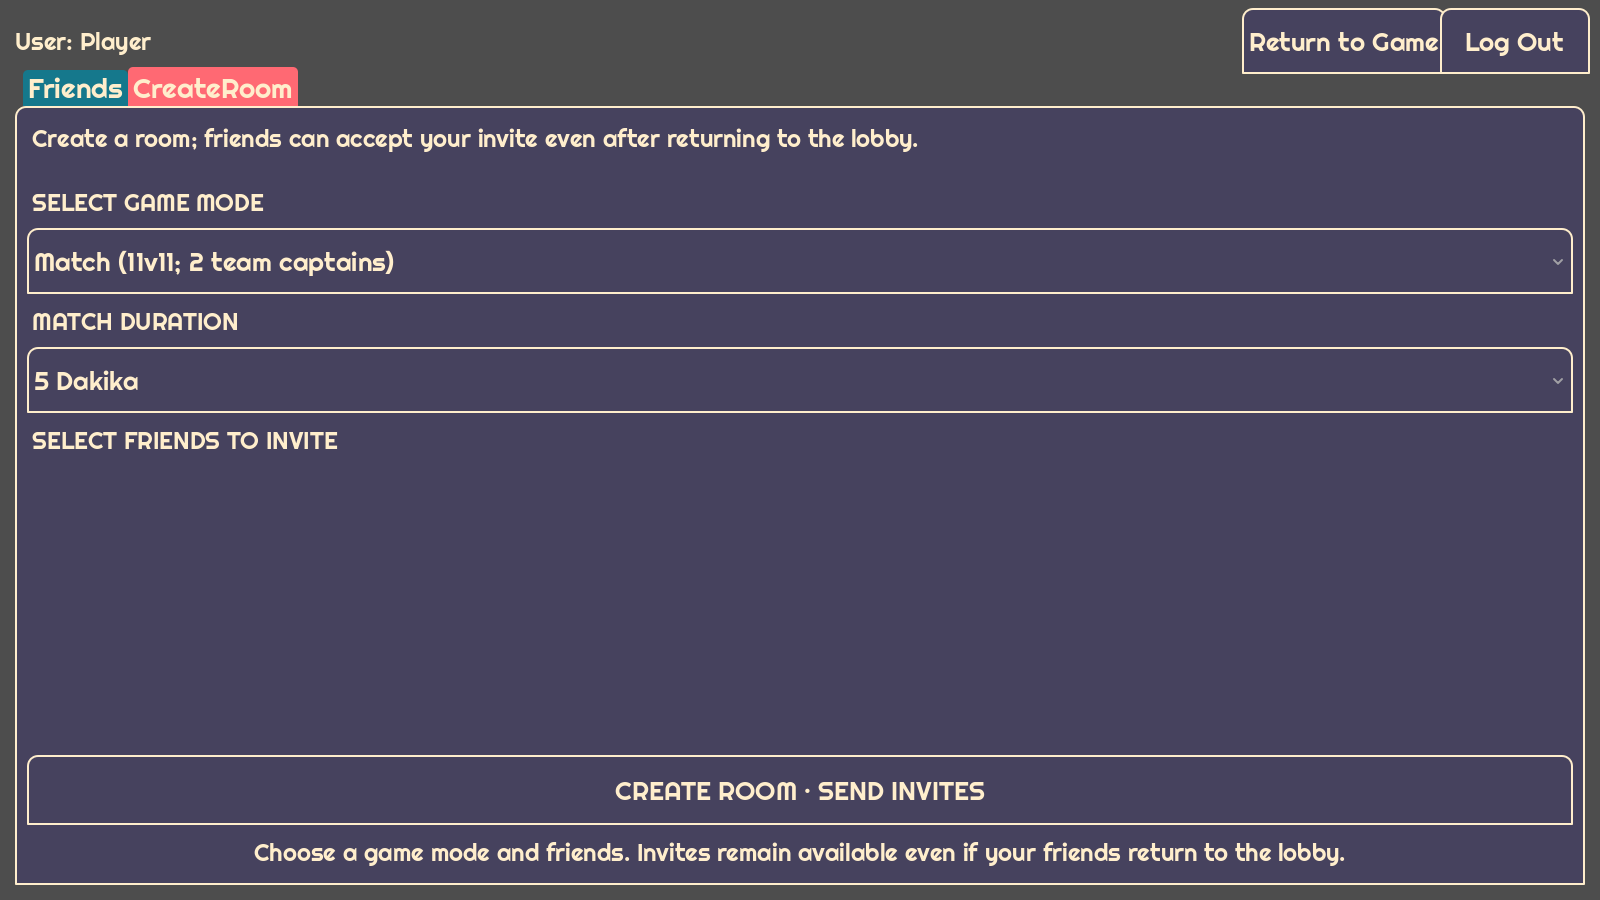 User: Player
Return to Game
Log Out
Friends
CreateRoom
Create a room; friends can accept your invite even after returning to the lobby.
SELECT GAME MODE
Match (11v11; 2 team captains)
MATCH DURATION
5 Dakika
SELECT FRIENDS TO INVITE
CREATE ROOM · SEND INVITES
Choose a game mode and friends. Invites remain available even if your friends return to the lobby.